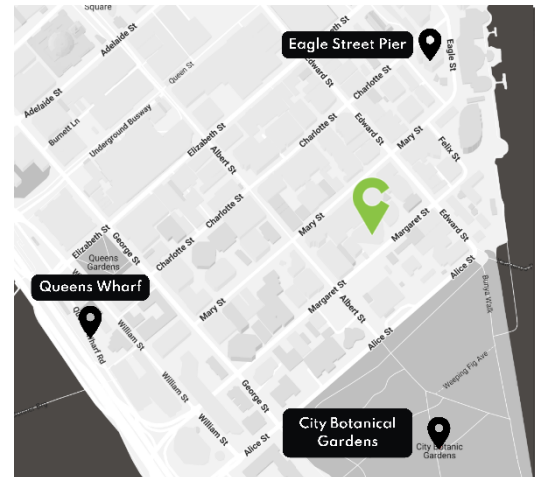 Square
Adelaide St
Eagle Street Pier
Eagle St
Queen St
Edward St
Charlotte St
Adelaide St
Burnett Ln
Underground Busway
Elizabeth St
Albert St
Charlotte St
Edward St
Mary St
Felix St
Elizabeth St
George St
Queens
Gardens
Charlotte St
Charlotte St
Mary St
Margaret St
Edward St
Alice St
Queens Wharf
William St
Mary St
Margaret St
Albert St
Alice St
Bunya Walk
Weeping Fig Ave
William St
George St
William St
Alice St
City Botanical
Gardens
City Botanic
Gardens